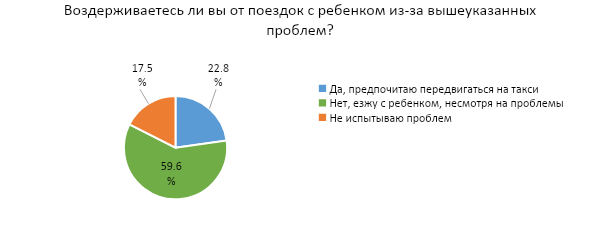 Воздерживаетесь ли вы от поездок с ребенком из-за вышеуказанных
проблем?
17.5
%
22.8
%
59.6
%
Да, предпочитаю передвигаться на такси
Нет, езжу с ребенком, несмотря на проблемы
Не испытываю проблем